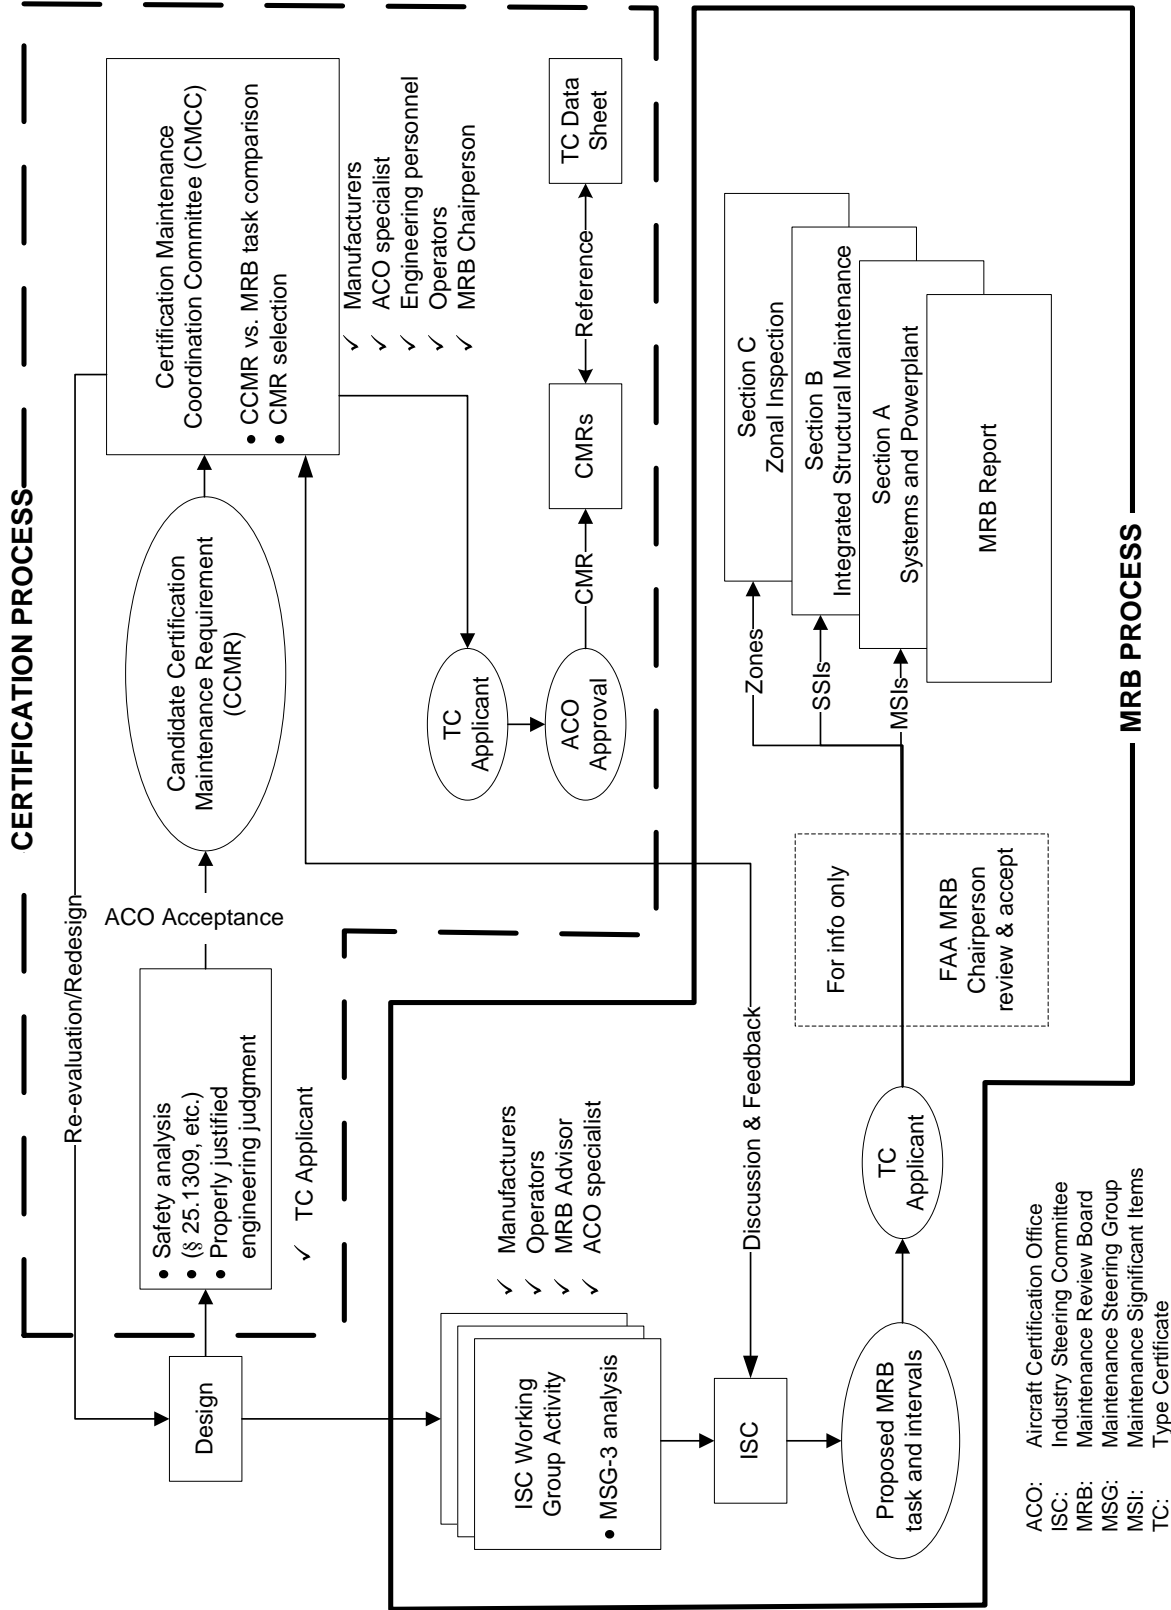 CERTIFICATION PROCESS
Re-evaluation/Redesign
Design
• Safety analysis
• (§ 25.1309, etc.)
• Properly justified
engineering judgment
✓ TC Applicant
ACO Acceptance
Candidate Certification
Maintenance Requirement
(CCMR)
Certification Maintenance
Coordination Committee (CMCC)
• CCMR vs. MRB task comparison
• CMR selection
✓ Manufacturers
✓ ACO specialist
✓ Engineering personnel
✓ Operators
✓ MRB Chairperson
TC
Applicant
ACO
Approval
CMR
CMRs
Reference
TC Data
Sheet
ISC Working
Group Activity
• MSG-3 analysis
✓ Manufacturers
✓ Operators
✓ MRB Advisor
✓ ACO specialist
ISC
Discussion & Feedback
Proposed MRB
task and intervals
TC
Applicant
For info only
FAA MRB
Chairperson
review & accept
Zones
SSIs
MSIs
Section C
Zonal Inspection
Section B
Integrated Structural Maintenance
Section A
Systems and Powerplant
MRB Report
MRB PROCESS
ACO: Aircraft Certification Office
ISC: Industry Steering Committee
MRB: Maintenance Review Board
MSG: Maintenance Steering Group
MSI: Maintenance Significant Items
TC: Type Certificate